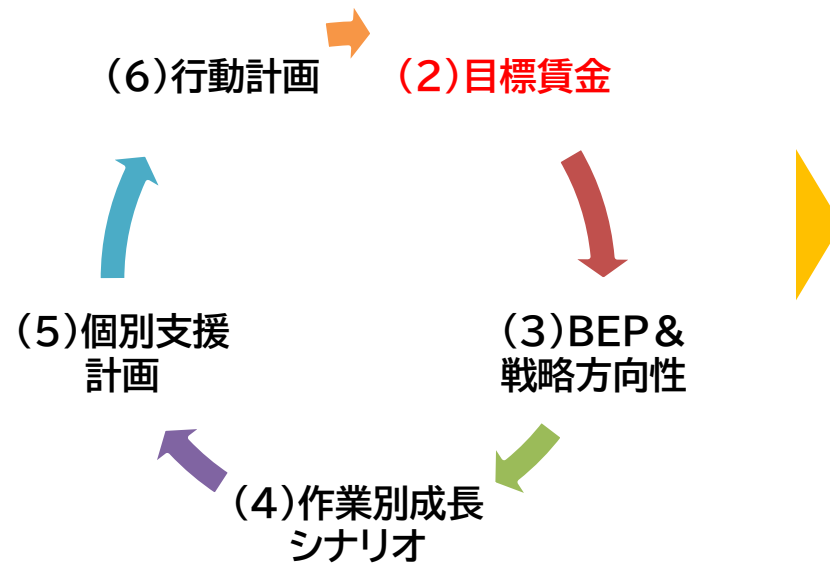 (6)行動計画
(2)目標賃金
(3)BEP&
戦略方向性
(4)作業別成長
シナリオ
(5)個別支援
計画